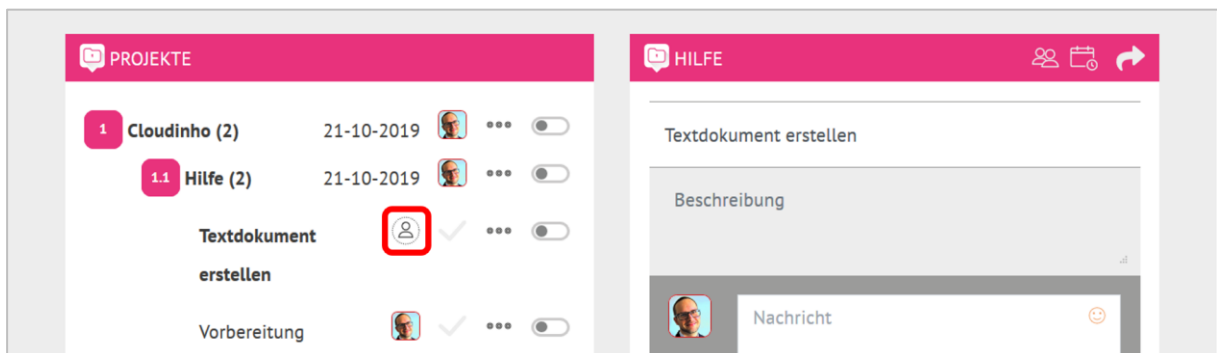 PROJEKTE
1 Cloudinho (2) 21-10-2019
1.1 Hilfe (2) 21-10-2019
Textdokument
erstellen
Vorbereitung
HILFE
Textdokument erstellen
Beschreibung
Nachricht